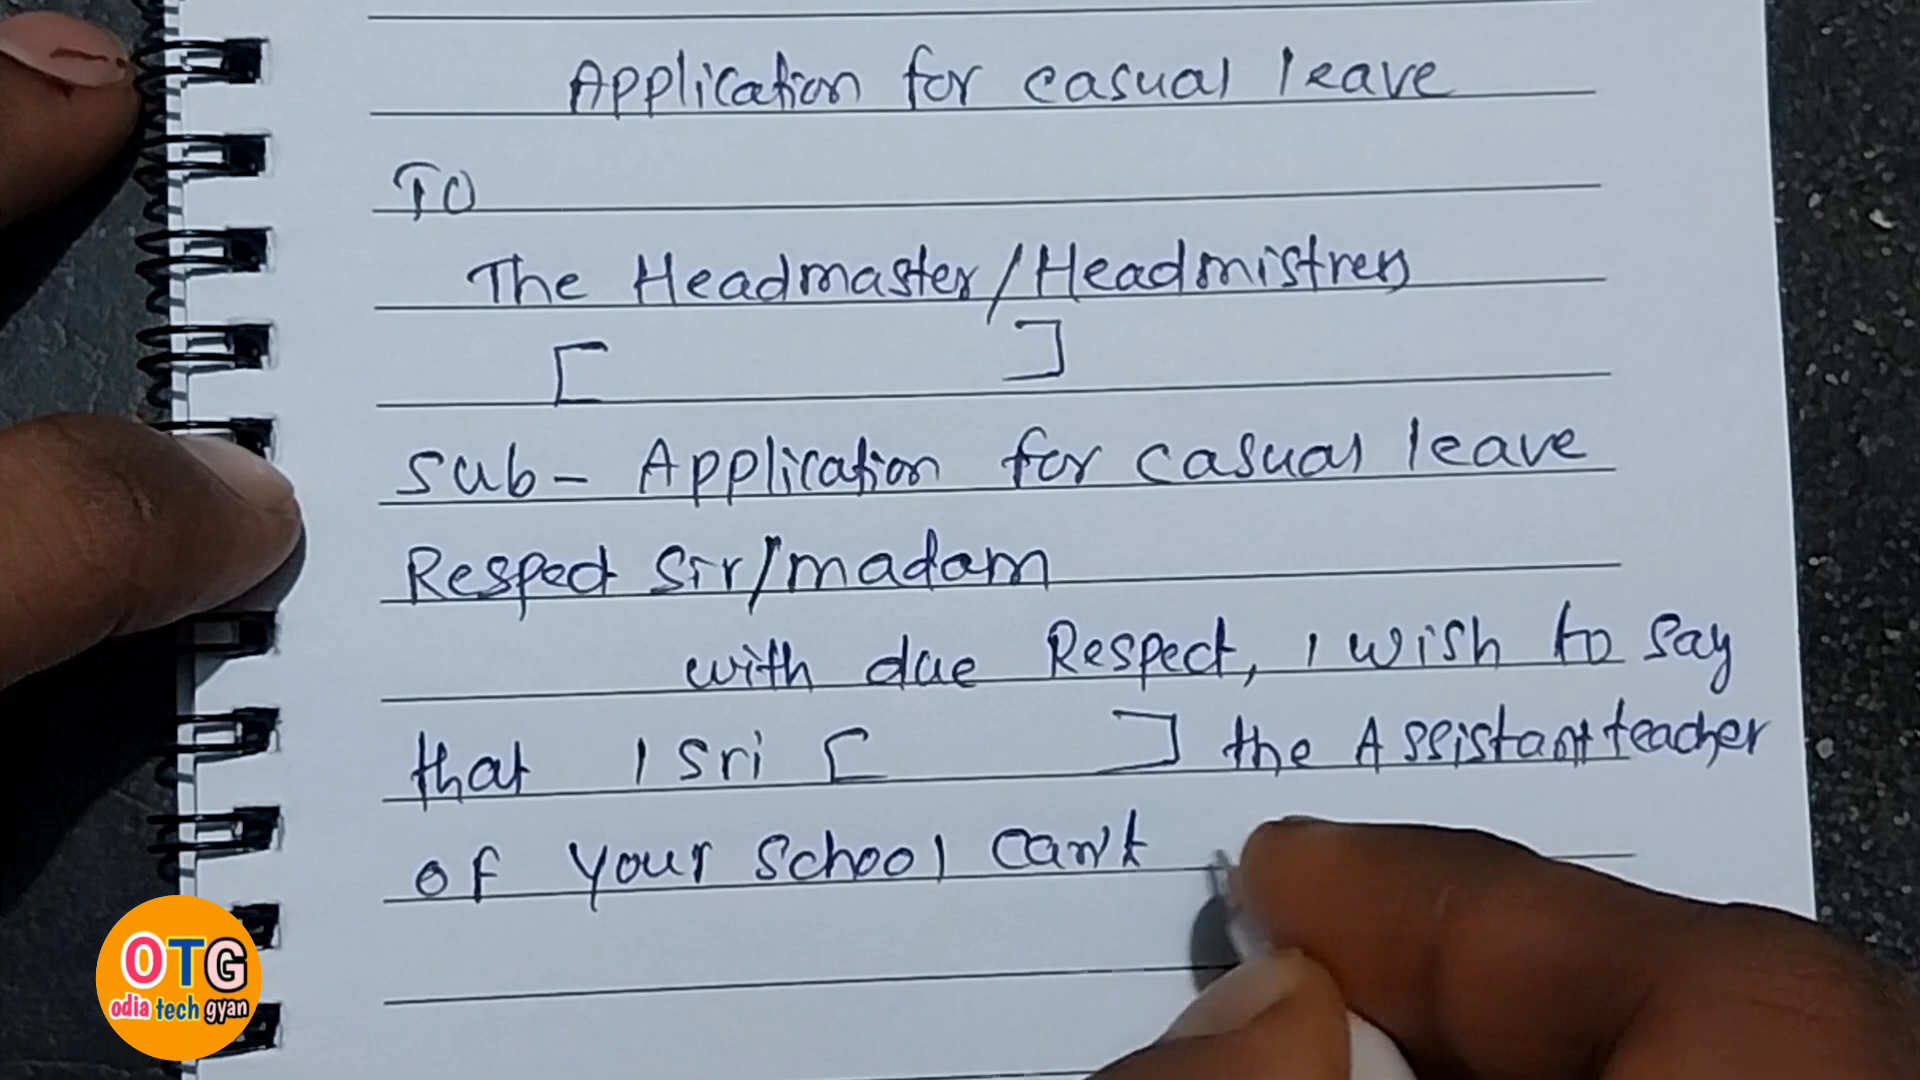 Application for casual leave
To
The Headmaster/Headmistress
[ ]
Sub- Application for casual leave
Respect Sir/madam
with due Respect, I wish to say
that I Sri [ ] the Assistant teacher
of your school can't
OTG
odia tech gyan